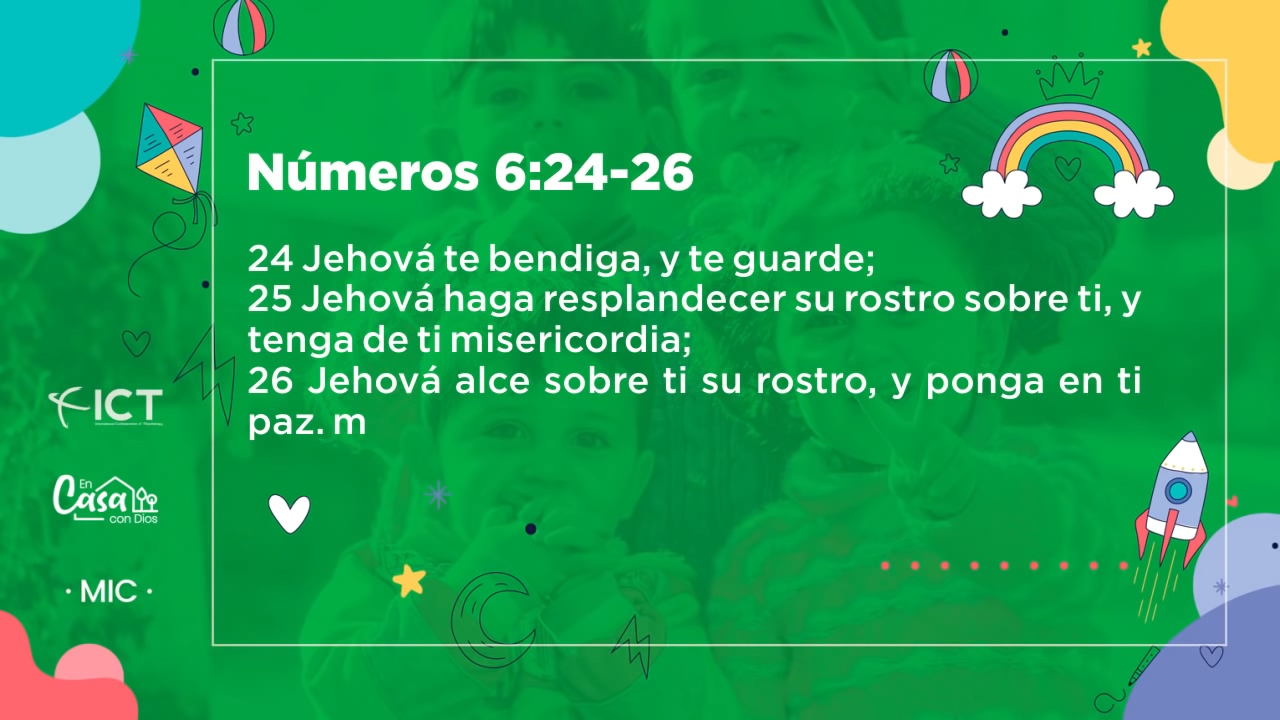 Números 6:24-26
24 Jehová te bendiga, y te guarde;
25 Jehová haga resplandecer su rostro sobre ti, y
tenga de ti misericordia;
26 Jehová alce sobre ti su rostro, y ponga en ti
paz. m
ICT
En
Casa
con Dios
· MIC ·